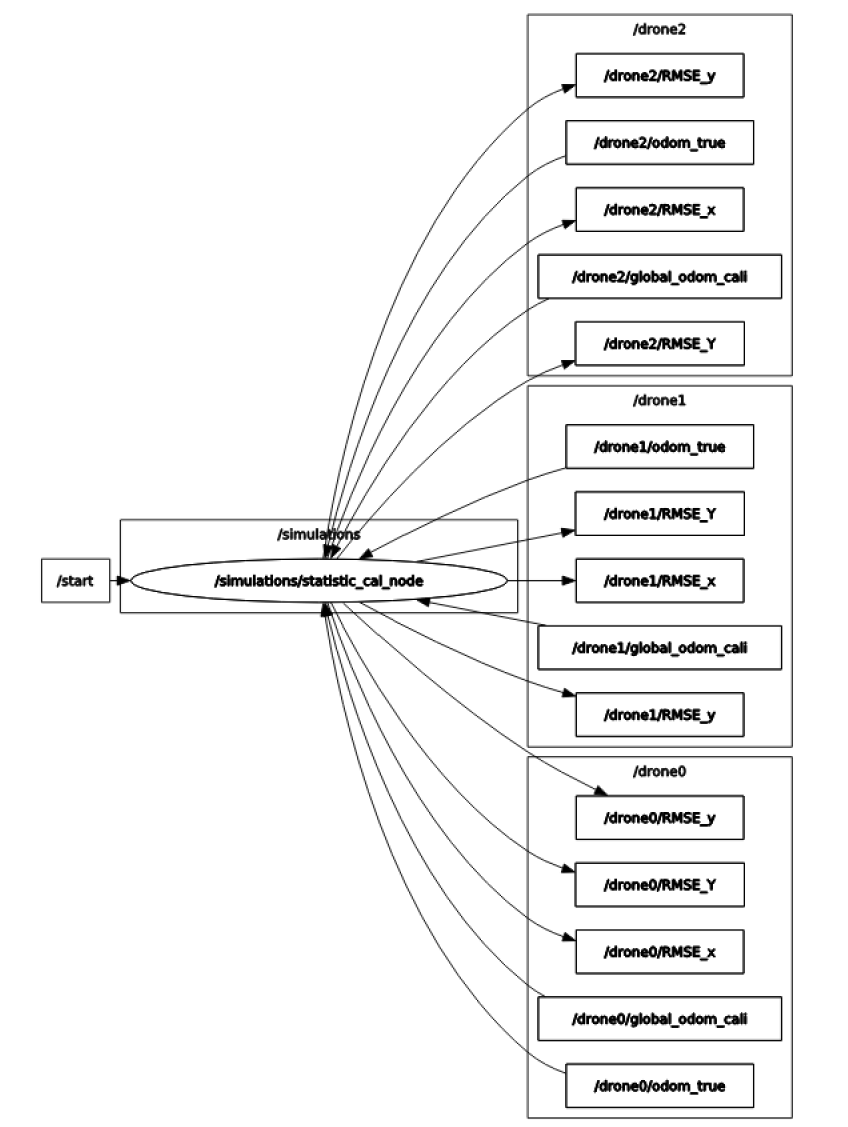 /drone2
/drone2/RMSE_y
/drone2/odom_true
/drone2/RMSE_x
/drone2/global_odom_cali
/drone2/RMSE_Y
/drone1
/drone1/odom_true
/drone1/RMSE_Y
/simulations
/start
/simulations/statistic_cal_node
/drone1/RMSE_x
/drone1/global_odom_cali
/drone1/RMSE_y
/drone0
/drone0/RMSE_y
/drone0/RMSE_Y
/drone0/RMSE_x
/drone0/global_odom_cali
/drone0/odom_true